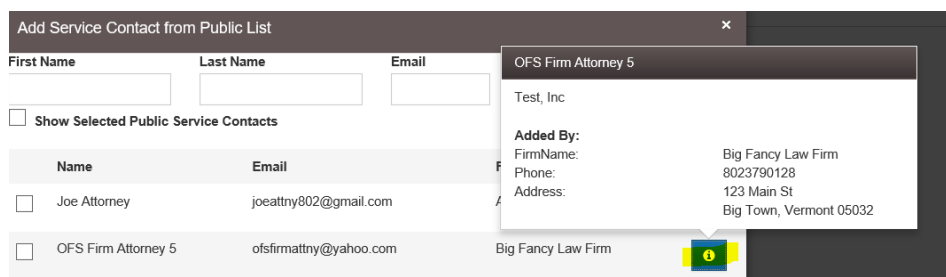 Add Service Contact from Public List ×
First Name Last Name Email
Show Selected Public Service Contacts
Name Email F
Joe Attorney joeattny802@gmail.com A
OFS Firm Attorney 5 ofsfirmattny@yahoo.com Big Fancy Law Firm
OFS Firm Attorney 5
Test, Inc
Added By:
FirmName: Big Fancy Law Firm
Phone: 8023790128
Address: 123 Main St
Big Town, Vermont 05032